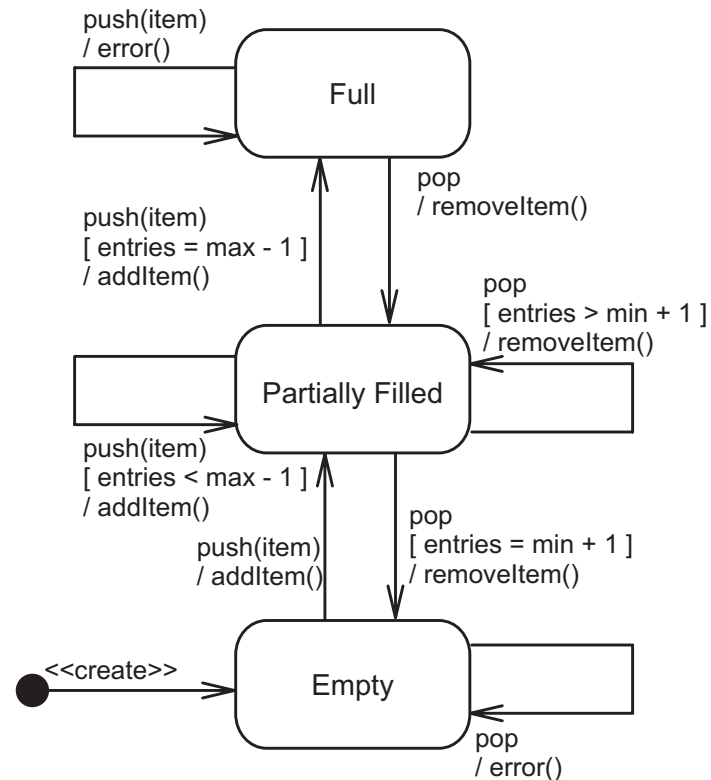 push(item)
/ error()
Full
pop
/ removeItem()
push(item)
[ entries = max - 1 ]
/ addItem()
pop
[ entries > min + 1 ]
/ removeItem()
Partially Filled
push(item)
[ entries < max - 1 ]
/ addItem()
pop
[ entries = min + 1 ]
/ removeItem()
push(item)
/ addItem()
<<create>>
Empty
pop
/ error()